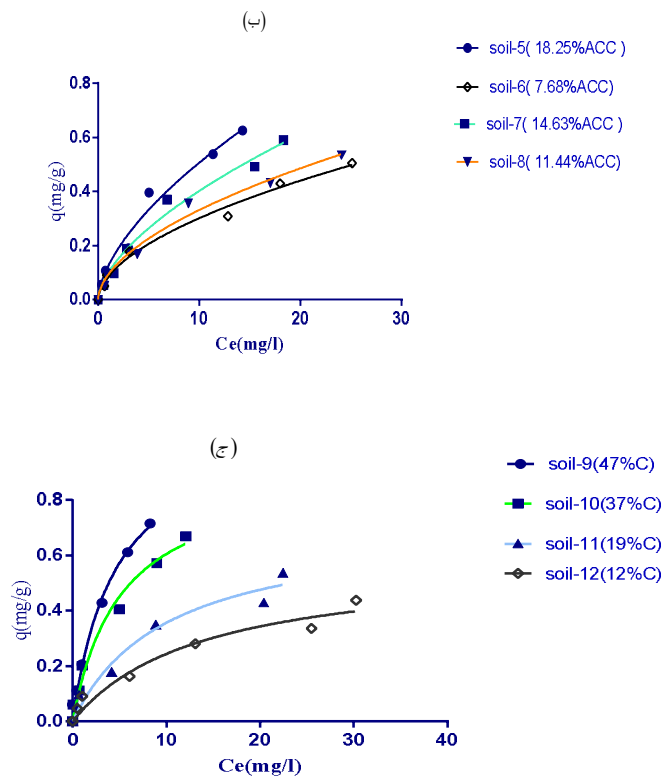 (ب)
soil-5( 18.25%ACC )
soil-6( 7.68%ACC)
soil-7( 14.63%ACC )
soil-8( 11.44%ACC)
q(mg/g)
0.8
0.6
0.4
0.2
0.0
0 10 20 30
Ce(mg/l)
(ج)
soil-9(47%C)
soil-10(37%C)
soil-11(19%C)
soil-12(12%C)
q(mg/g)
0.8
0.6
0.4
0.2
0.0
0 10 20 30 40
Ce(mg/l)